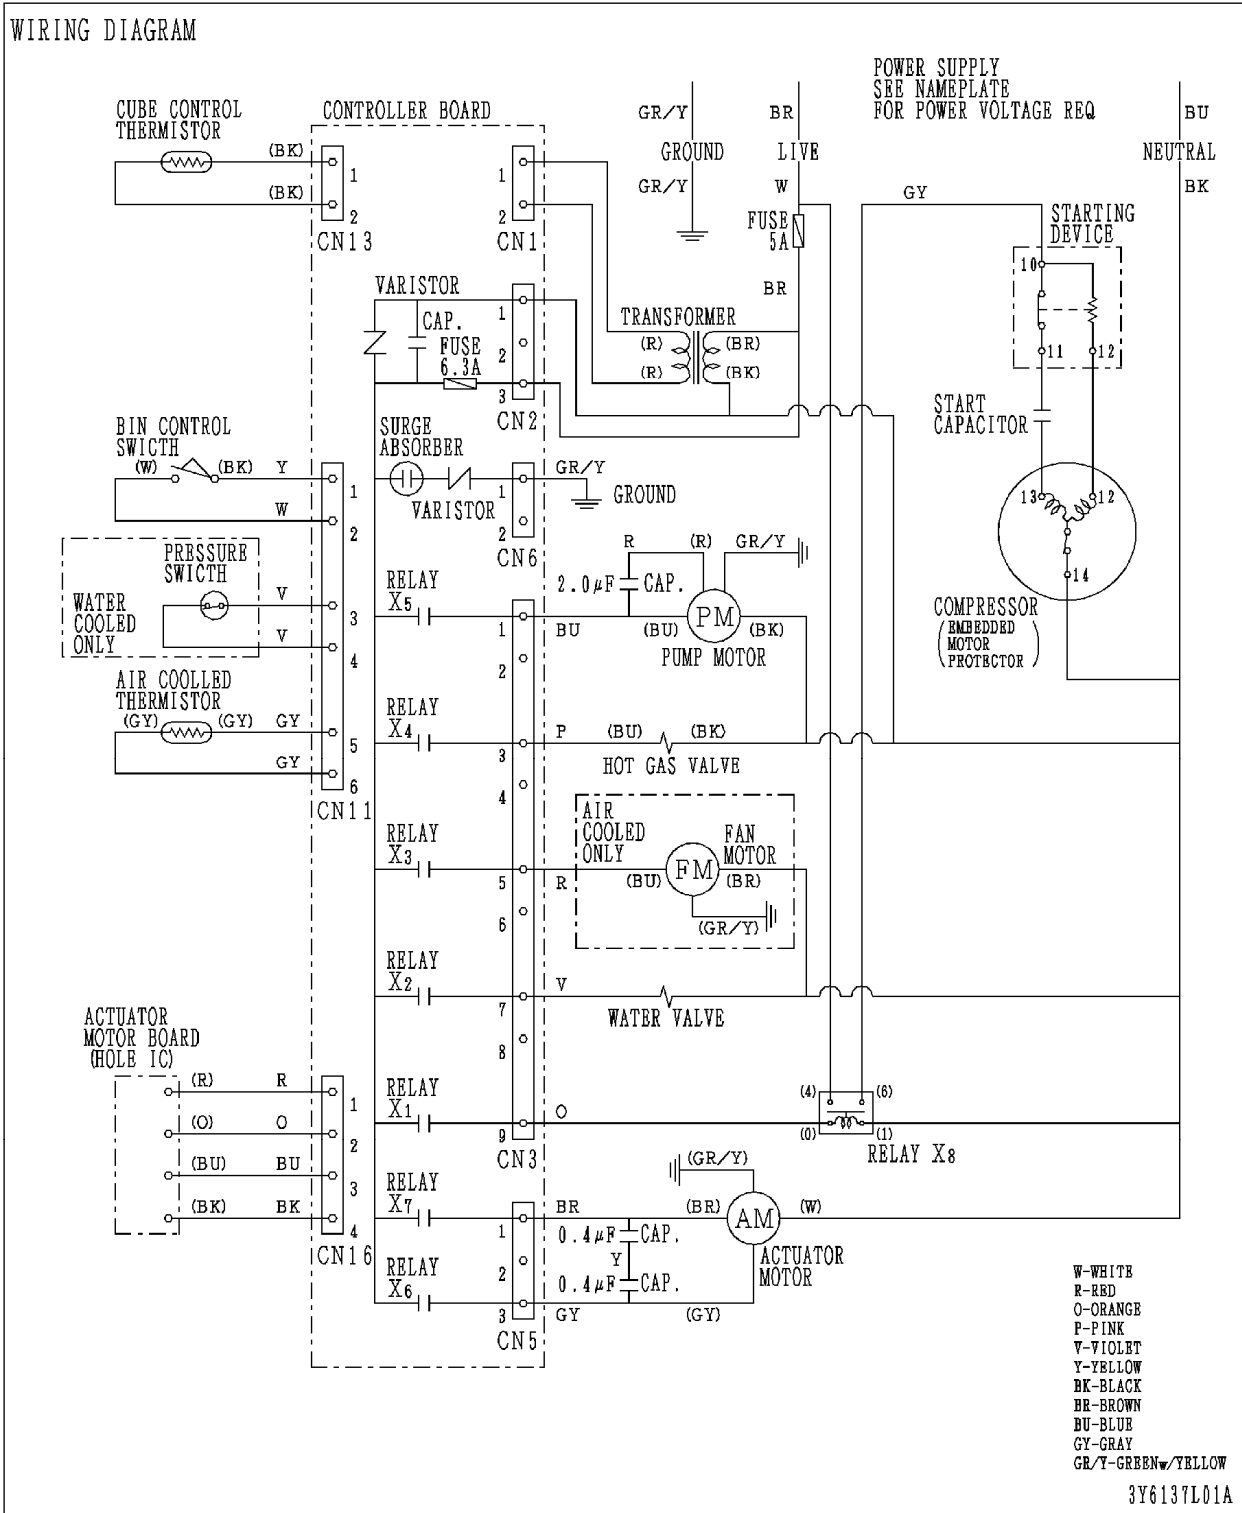 WIRING DIAGRAM
POWER SUPPLY
SEE NAMEPLATE
FOR POWER VOLTAGE REQ
CUBE CONTROL
THERMISTOR
(BK)
(BK)
1
2
CN13
CONTROLLER BOARD
1
2
CN1
GR/Y
GROUND
GR/Y
BR
LIVE
W
FUSE
5A
BR
BU
NEUTRAL
BK
GY
STARTING
DEVICE
10
11
12
VARISTOR
CAP.
FUSE
6.3A
1
2
3
CN2
TRANSFORMER
(R)
(BR)
(R)
(BK)
START
CAPACITOR
13
12
14
COMPRESSOR
(EMBEDDED
MOTOR
PROTECTOR)
BIN CONTROL
SWICTH
(W)
(BK)
Y
W
1
2
SURGE
ABSORBER
VARISTOR
1
2
CN6
GR/Y
GROUND
PRESSURE
SWICTH
WATER
COOLED
ONLY
V
V
3
4
RELAY
X5
1
2
R
(R)
GR/Y
2.0μF
CAP.
BU
(BU)
PM
(BK)
PUMP MOTOR
AIR COOLLED
THERMISTOR
(GY)
(GY)
GY
GY
5
6
CN11
RELAY
X4
3
4
P
(BU)
(BK)
HOT GAS VALVE
RELAY
X3
5
6
R
AIR
COOLED
ONLY
FAN
MOTOR
(BU)
FM
(BR)
(GR/Y)
RELAY
X2
7
8
V
WATER VALVE
ACTUATOR
MOTOR BOARD
(HOLE IC)
(R)
R
1
(O)
O
2
(BU)
BU
3
(BK)
BK
4
CN16
RELAY
X1
9
CN3
O
(4)
(6)
(0)
(1)
RELAY X8
RELAY
X7
1
2
BR
(BR)
(GR/Y)
AM
(W)
0.4μF
CAP.
Y
0.4μF
CAP.
ACTUATOR
MOTOR
RELAY
X6
3
CN5
GY
(GY)
W-WHITE
R-RED
O-ORANGE
P-PINK
V-VIOLET
Y-YELLOW
BK-BLACK
BR-BROWN
BU-BLUE
GY-GRAY
GR/Y-GREENw/YELLOW